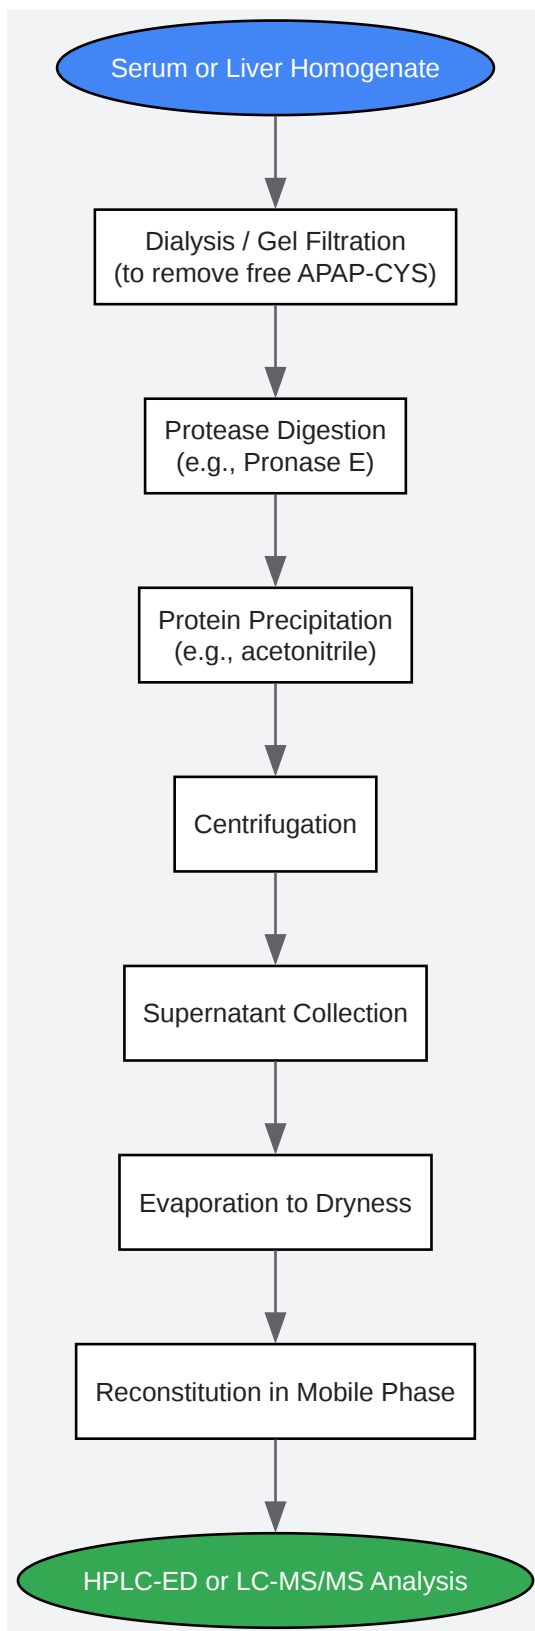 Serum or Liver Homogenate
Dialysis / Gel Filtration
(to remove free APAP-CYS)
Protease Digestion
(e.g., Pronase E)
Protein Precipitation
(e.g., acetonitrile)
Centrifugation
Supernatant Collection
Evaporation to Dryness
Reconstitution in Mobile Phase
HPLC-ED or LC-MS/MS Analysis